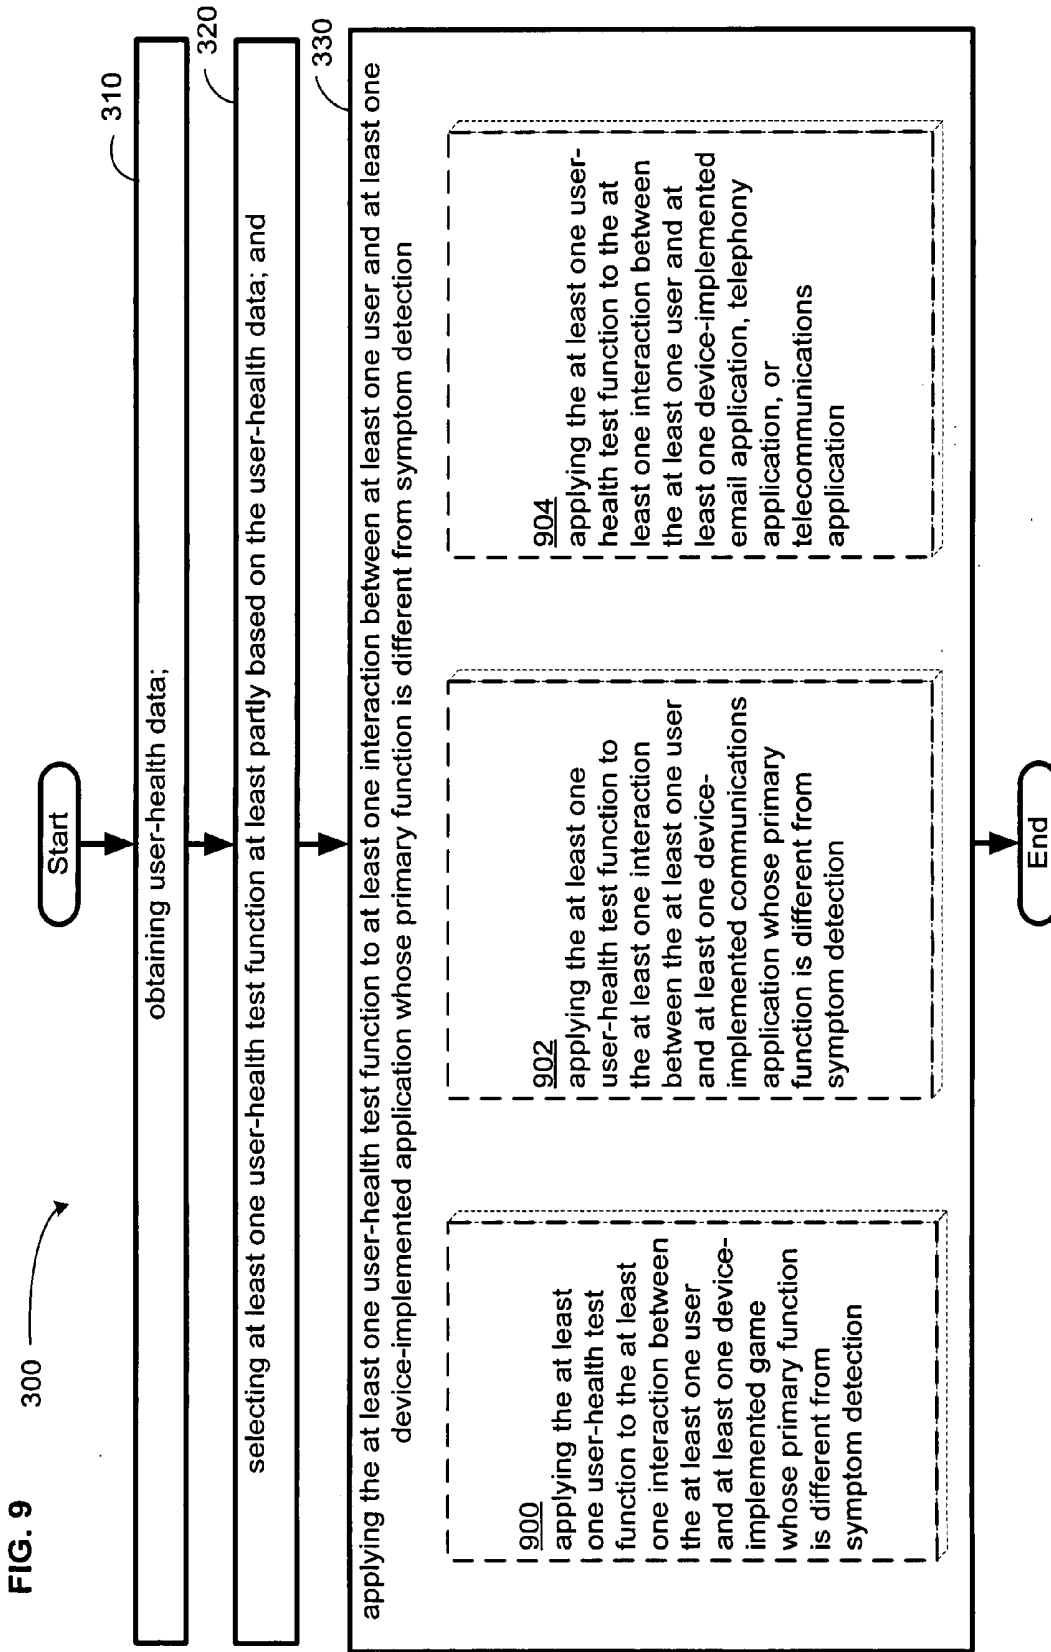 FIG. 9
300
Start
310
obtaining user-health data;
320
selecting at least one user-health test function at least partly based on the user-health data; and
330
applying the at least one user-health test function to at least one interaction between at least one user and at least one
device-implemented application whose primary function is different from symptom detection
900
applying the at least
one user-health test
function to the at least
one interaction between
the at least one user
and at least one device-
implemented game
whose primary function
is different from
symptom detection
902
applying the at least one
user-health test function to
the at least one interaction
between the at least one user
and at least one device-
implemented communications
application whose primary
function is different from
symptom detection
904
applying the at least one user-
health test function to the at
least one interaction between
the at least one user and at
least one device-implemented
email application, telephony
application, or
telecommunications
application
End